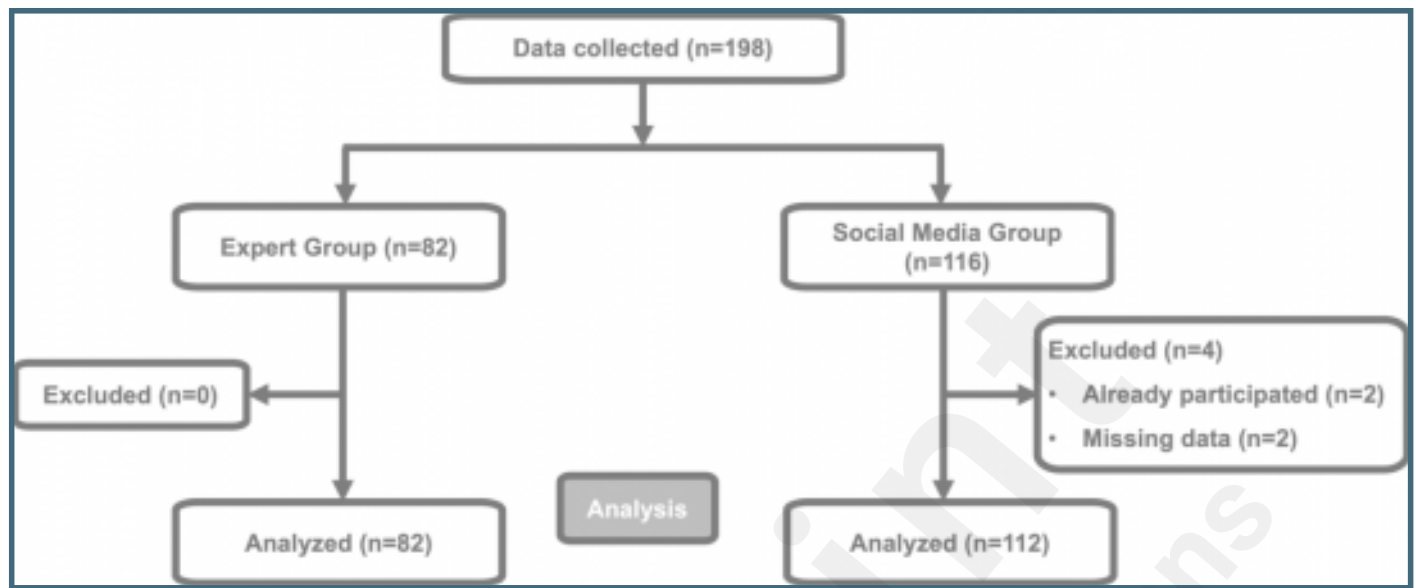 Data collected (n=198)
Expert Group (n=82)
Social Media Group
(n=116)
Excluded (n=0)
Excluded (n=4)
• Already participated (n=2)
• Missing data (n=2)
Analysis
Analyzed (n=82)
Analyzed (n=112)